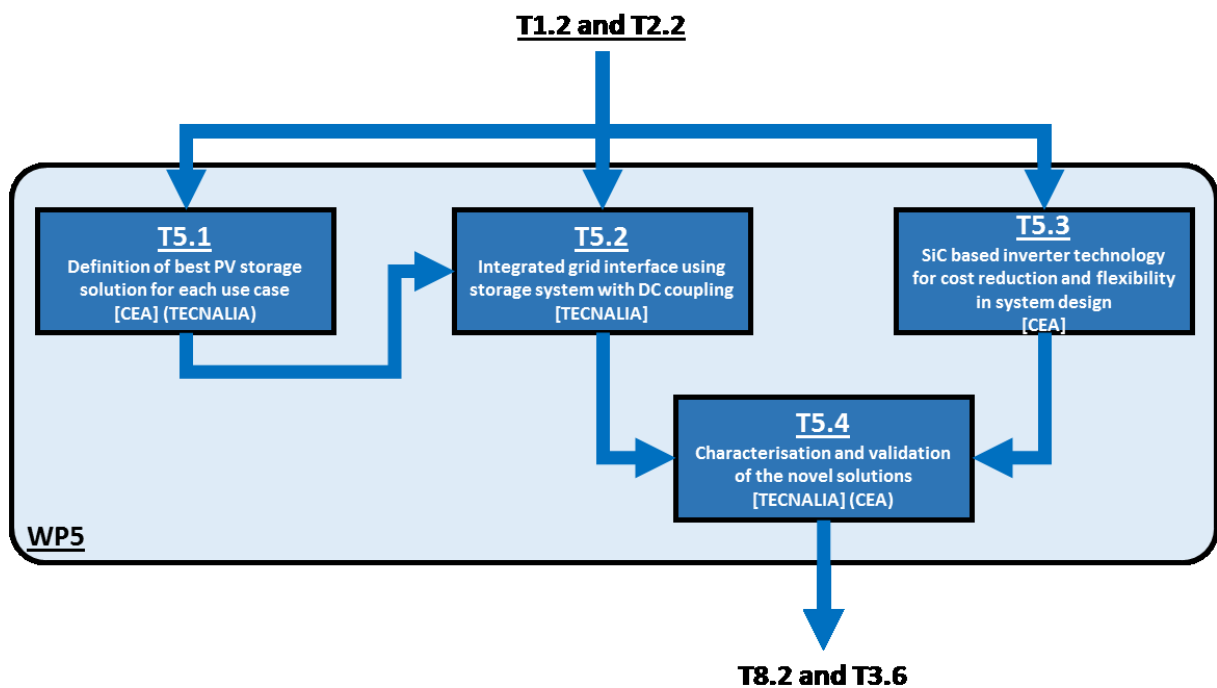 T1.2 and T2.2
T5.1
Definition of best PV storage
solution for each use case
[CEA] (TECNALIA)
T5.2
Integrated grid interface using
storage system with DC coupling
[TECNALIA]
T5.3
SiC based inverter technology
for cost reduction and flexibility
in system design
[CEA]
T5.4
Characterisation and validation
of the novel solutions
[TECNALIA] (CEA)
WP5
T8.2 and T3.6